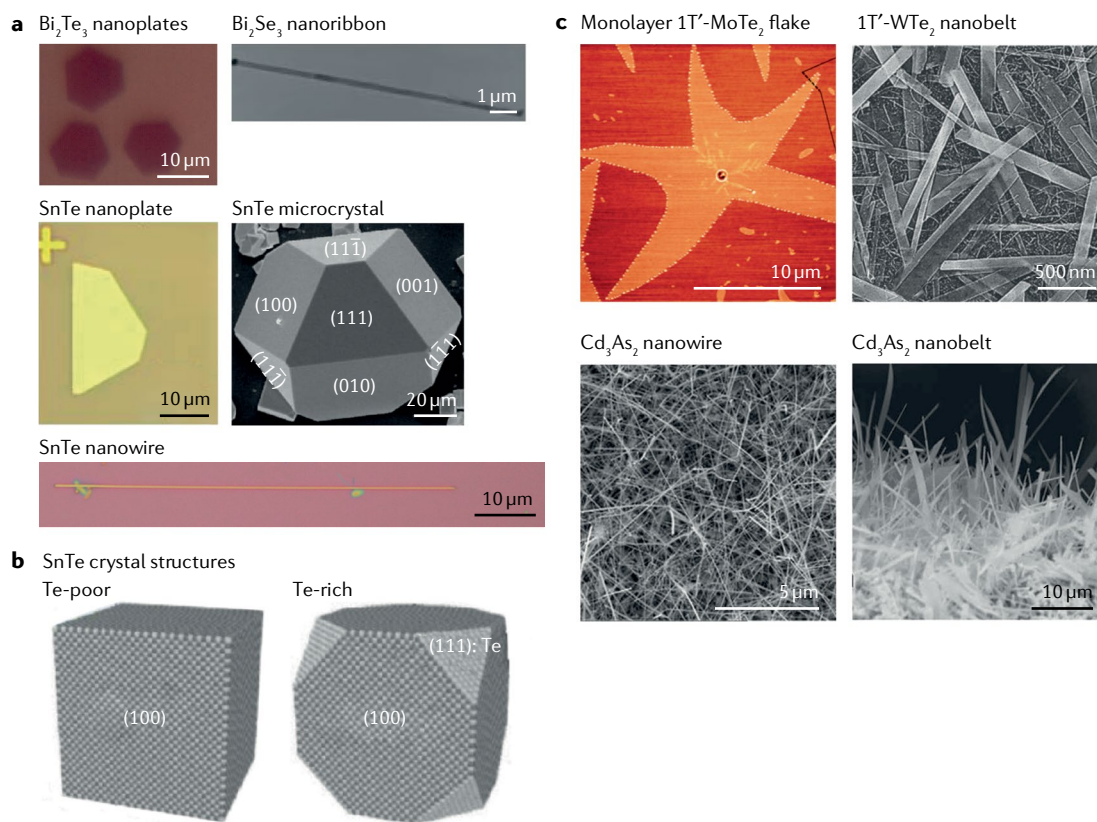 a
Bi₂Te₃ nanoplates
10 µm
Bi₂Se₃ nanoribbon
1 µm
SnTe nanoplate
10 µm
SnTe microcrystal
(111̅)
(100)
(001)
(111)
(11̅1̅)
(1̅11)
(010)
20 µm
SnTe nanowire
10 µm
b SnTe crystal structures
Te-poor
(100)
Te-rich
(111): Te
(100)
c
Monolayer 1T′-MoTe₂ flake
10 µm
1T′-WTe₂ nanobelt
500 nm
Cd₃As₂ nanowire
5 µm
Cd₃As₂ nanobelt
10 µm